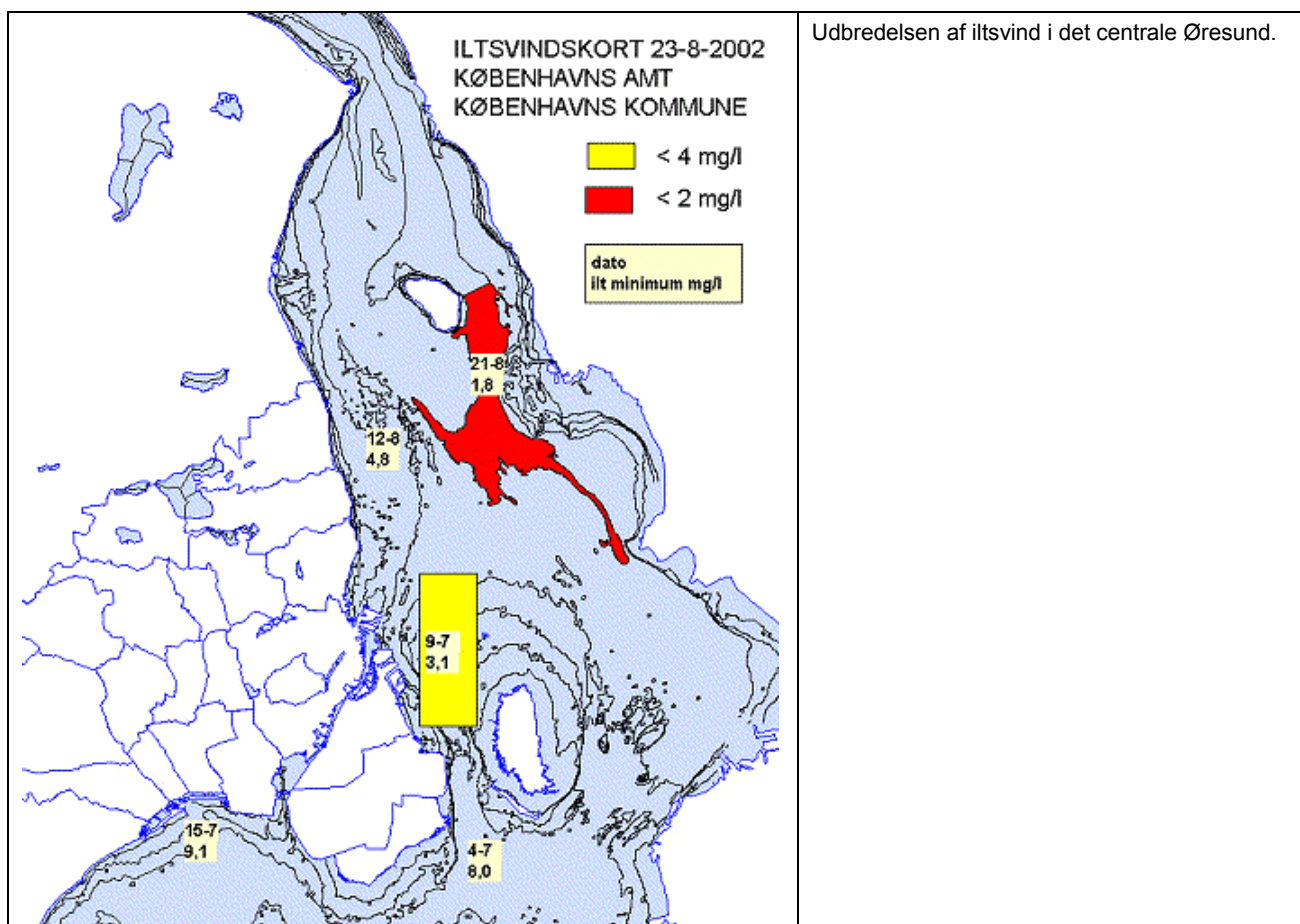 ILTSVINDSKORT 23-8-2002
KØBENHAVNS AMT
KØBENHAVNS KOMMUNE
< 4 mg/l
< 2 mg/l
dato
ilt minimum mg/l
21-8
1,8
12-8
4,8
9-7
3,1
15-7
9,1
4-7
8,0
Udbredelsen af iltsvind i det centrale Øresund.